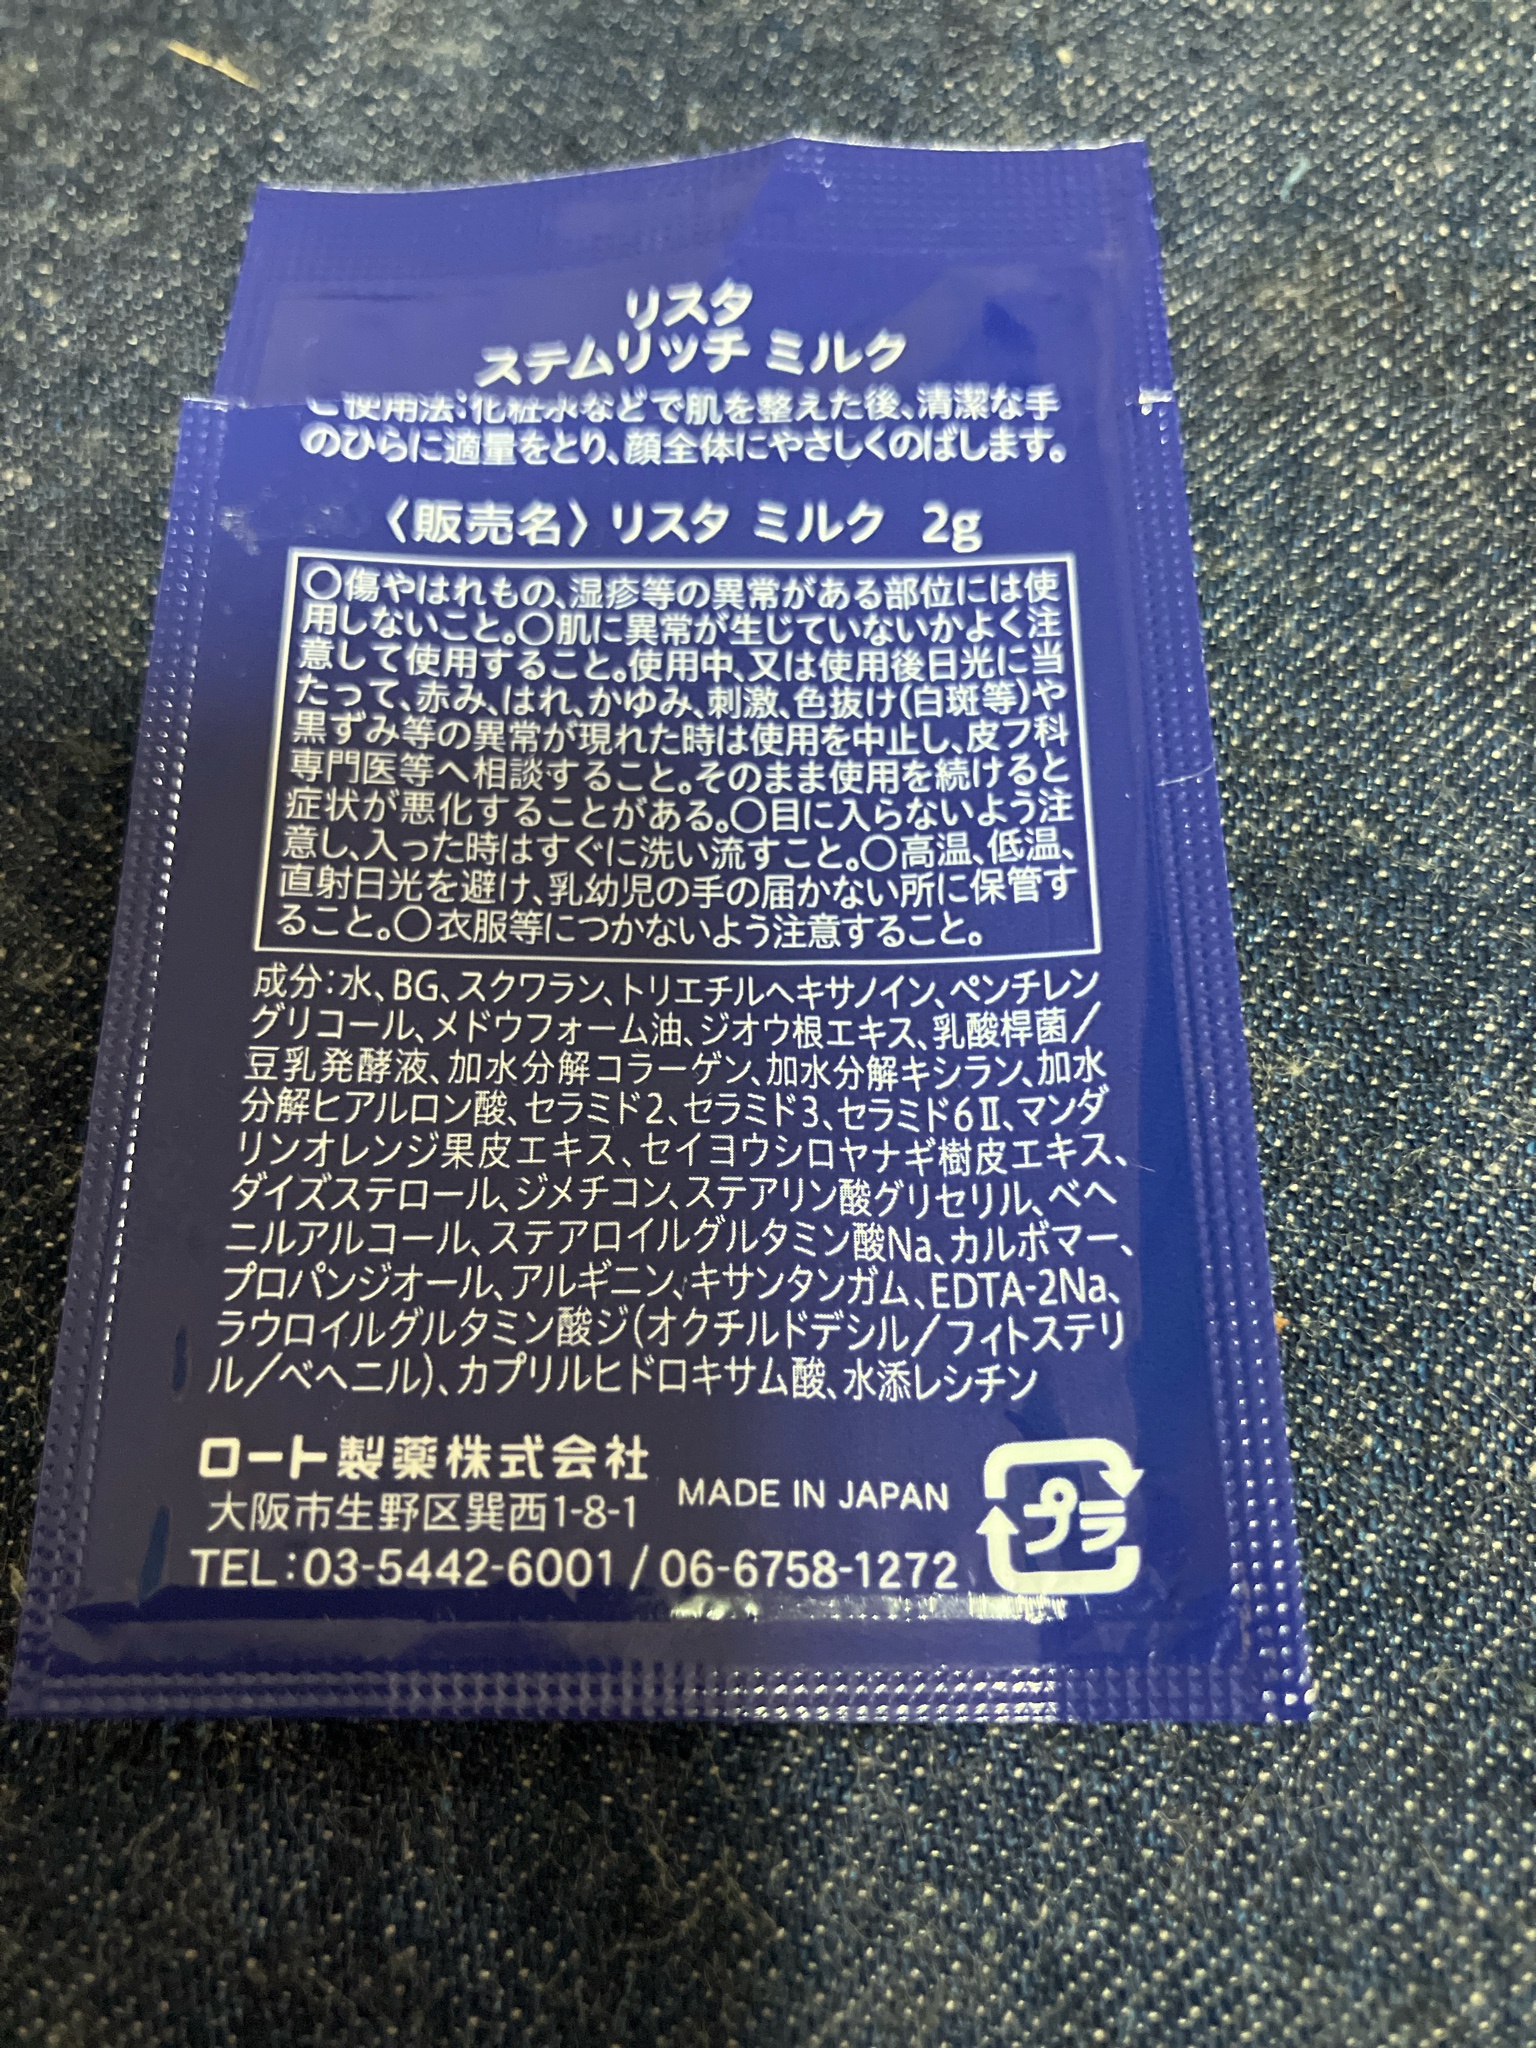 リスタ
ステムリッチ ミルク
ご使用法:化粧水などで肌を整えた後、清潔な手
のひらに適量をとり、顔全体にやさしくのばします。
〈販売名〉リスタ ミルク 2g
○傷やはれもの、湿疹等の異常がある部位には使
用しないこと。○肌に異常が生じていないかよく注
意して使用すること。使用中、又は使用後日光に当
たって、赤み、はれ、かゆみ、刺激、色抜け(白斑等)や
黒ずみ等の異常が現れた時は使用を中止し、皮フ科
専門医等へ相談すること。そのまま使用を続けると
症状が悪化することがある。○目に入らないよう注
意し、入った時はすぐに洗い流すこと。○高温、低温、
直射日光を避け、乳幼児の手の届かない所に保管す
ること。○衣服等につかないよう注意すること。
成分:水、BG、スクワラン、トリエチルヘキサノイン、ペンチレン
グリコール、メドウフォーム油、ジオウ根エキス、乳酸桿菌/
豆乳発酵液、加水分解コラーゲン、加水分解キシラン、加水
分解ヒアルロン酸、セラミド2、セラミド3、セラミド6Ⅱ、マンダ
リンオレンジ果皮エキス、セイヨウシロヤナギ樹皮エキス、
ダイズステロール、ジメチコン、ステアリン酸グリセリル、ベヘ
ニルアルコール、ステアロイルグルタミン酸Na、カルボマー、
プロパンジオール、アルギニン、キサンタンガム、EDTA-2Na、
ラウロイルグルタミン酸ジ(オクチルドデシル/フィトステリ
ル/ベヘニル)、カプリルヒドロキサム酸、水添レシチン
ロート製薬株式会社
大阪市生野区巽西1-8-1
MADE IN JAPAN
TEL:03-5442-6001/06-6758-1272
プラ